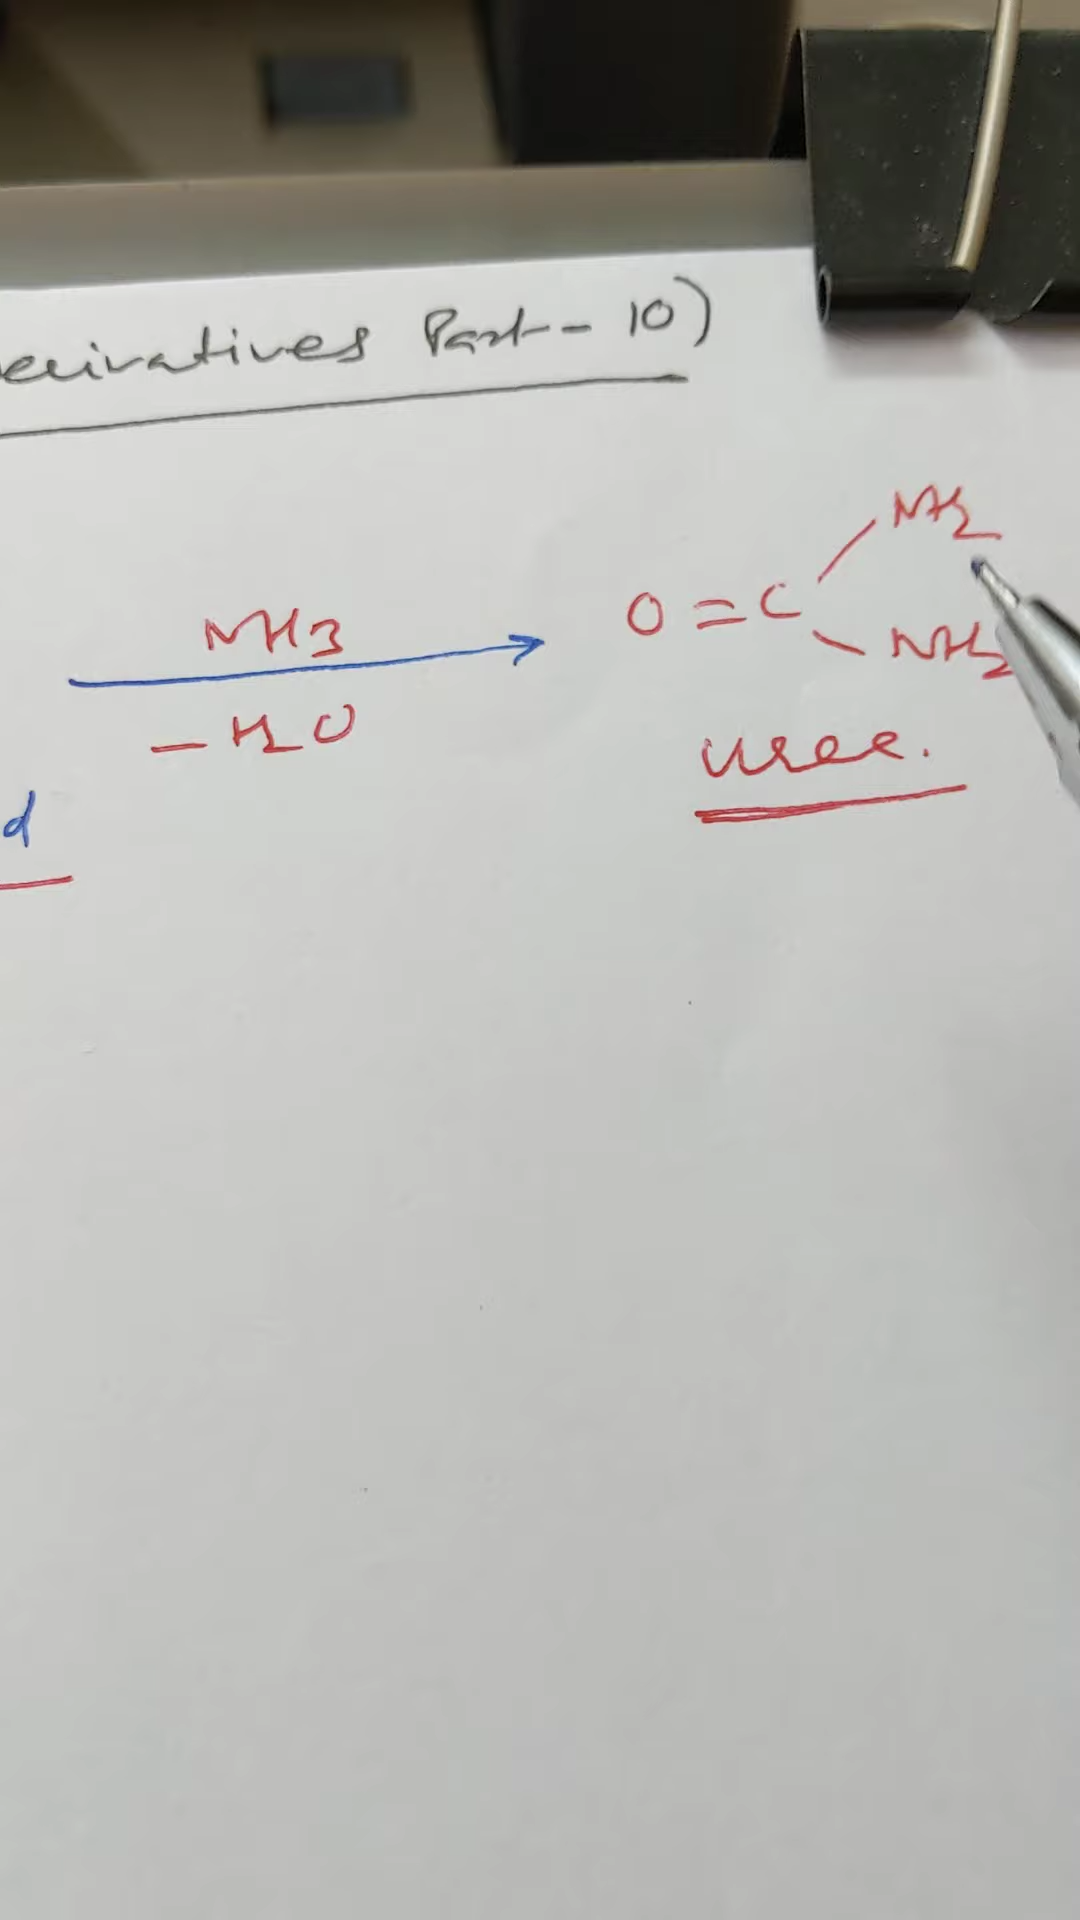 erivatives Part - 10)
NH2
O = C
NH2
NH3
- H2O
urea.
d